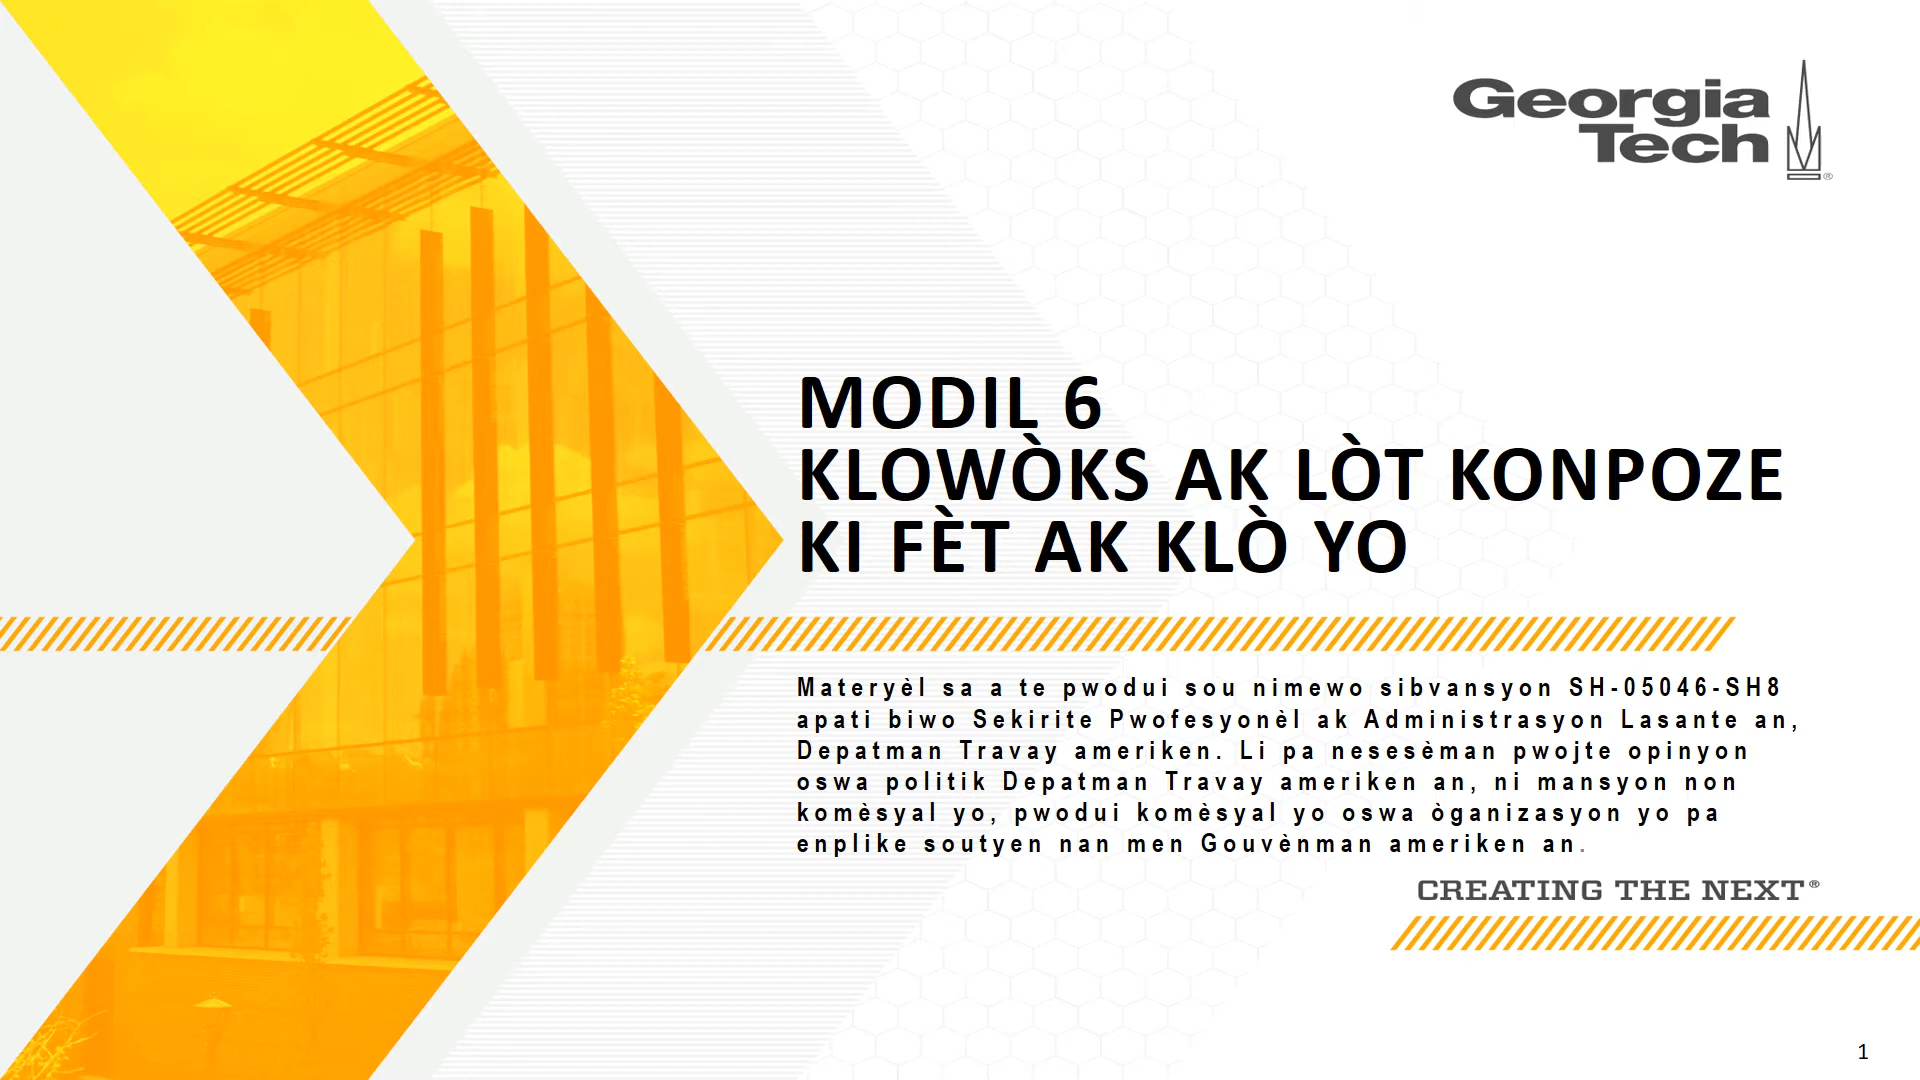 Georgia
Tech
MODIL 6
KLOWÒKS AK LÒT KONPOZE
KI FÈT AK KLÒ YO
Materyèl sa a te pwodui sou nimewo sibvansyon SH-05046-SH8
apati biwo Sekirite Pwofesyonèl ak Administrasyon Lasante an,
Depatman Travay ameriken. Li pa nesesèman pwojte opinyon
oswa politik Depatman Travay ameriken an, ni mansyon non
komèsyal yo, pwodui komèsyal yo oswa òganizasyon yo pa
enplike soutyen nan men Gouvènman ameriken an.
CREATING THE NEXT®
1